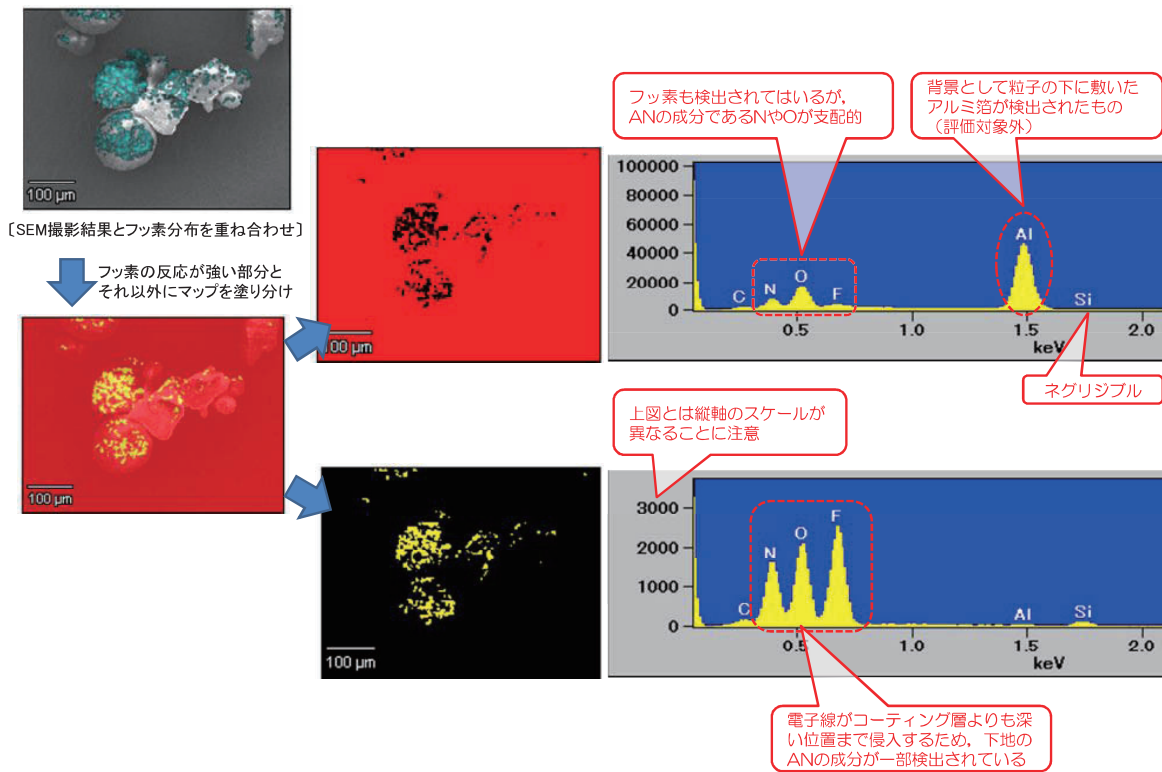 100 μm
〔SEM撮影結果とフッ素分布を重ね合わせ〕
フッ素の反応が強い部分と
それ以外にマップを塗り分け
100 μm
100 μm
100 μm
フッ素も検出されてはいるが，
ANの成分であるNやOが支配的
背景として粒子の下に敷いた
アルミ箔が検出されたもの
（評価対象外）
100000
80000
60000
40000
20000
0
C
N
O
F
Al
Si
0.5
1.0
1.5
2.0
keV
ネグリジブル
上図とは縦軸のスケールが
異なることに注意
3000
2000
1000
0
C
N
O
F
Al
Si
0.5
1.0
1.5
2.0
keV
電子線がコーティング層よりも深
い位置まで侵入するため，下地の
ANの成分が一部検出されている